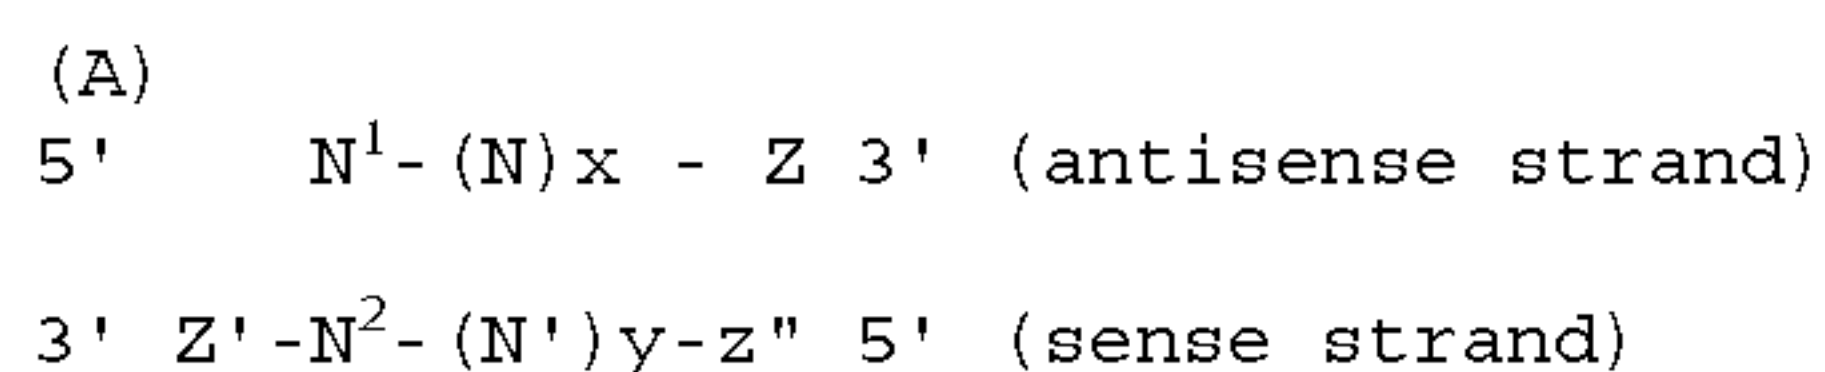 (A)
5' N¹-(N)x - Z 3' (antisense strand)
3' Z'-N²-(N')y-z" 5' (sense strand)